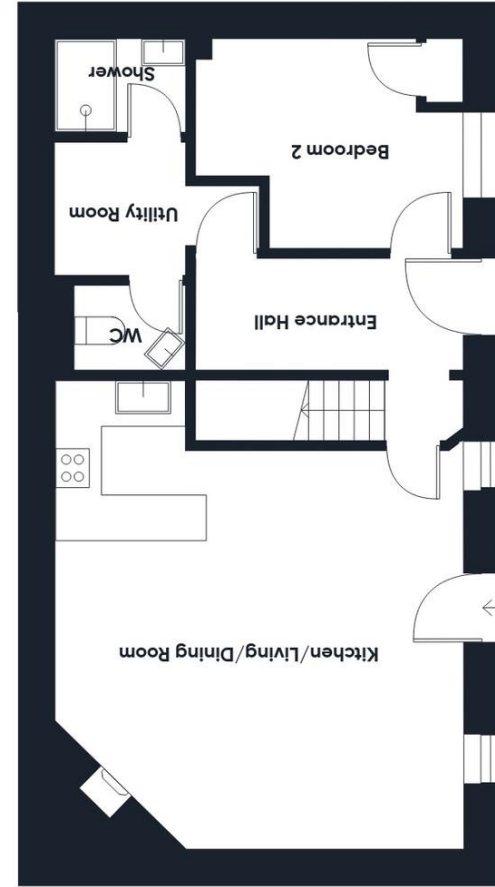 Kitchen/Living/Dining Room
Entrance Hall
WC
Utility Room
Bedroom 2
Shower